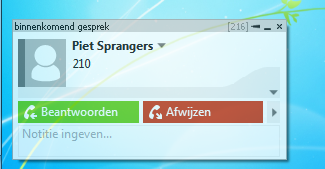 binnenkomend gesprek [216]
Piet Sprangers
210
Beantwoorden Afwijzen
Notitie ingeven...